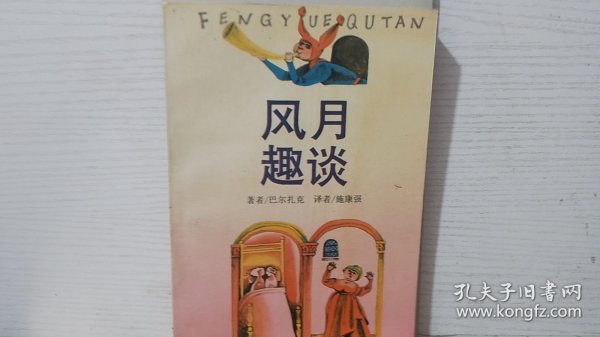 FENGYUEQUTAN
风月
趣谈
著者/巴尔扎克 译者/施康强
孔夫子旧书网
www.kongfz.com